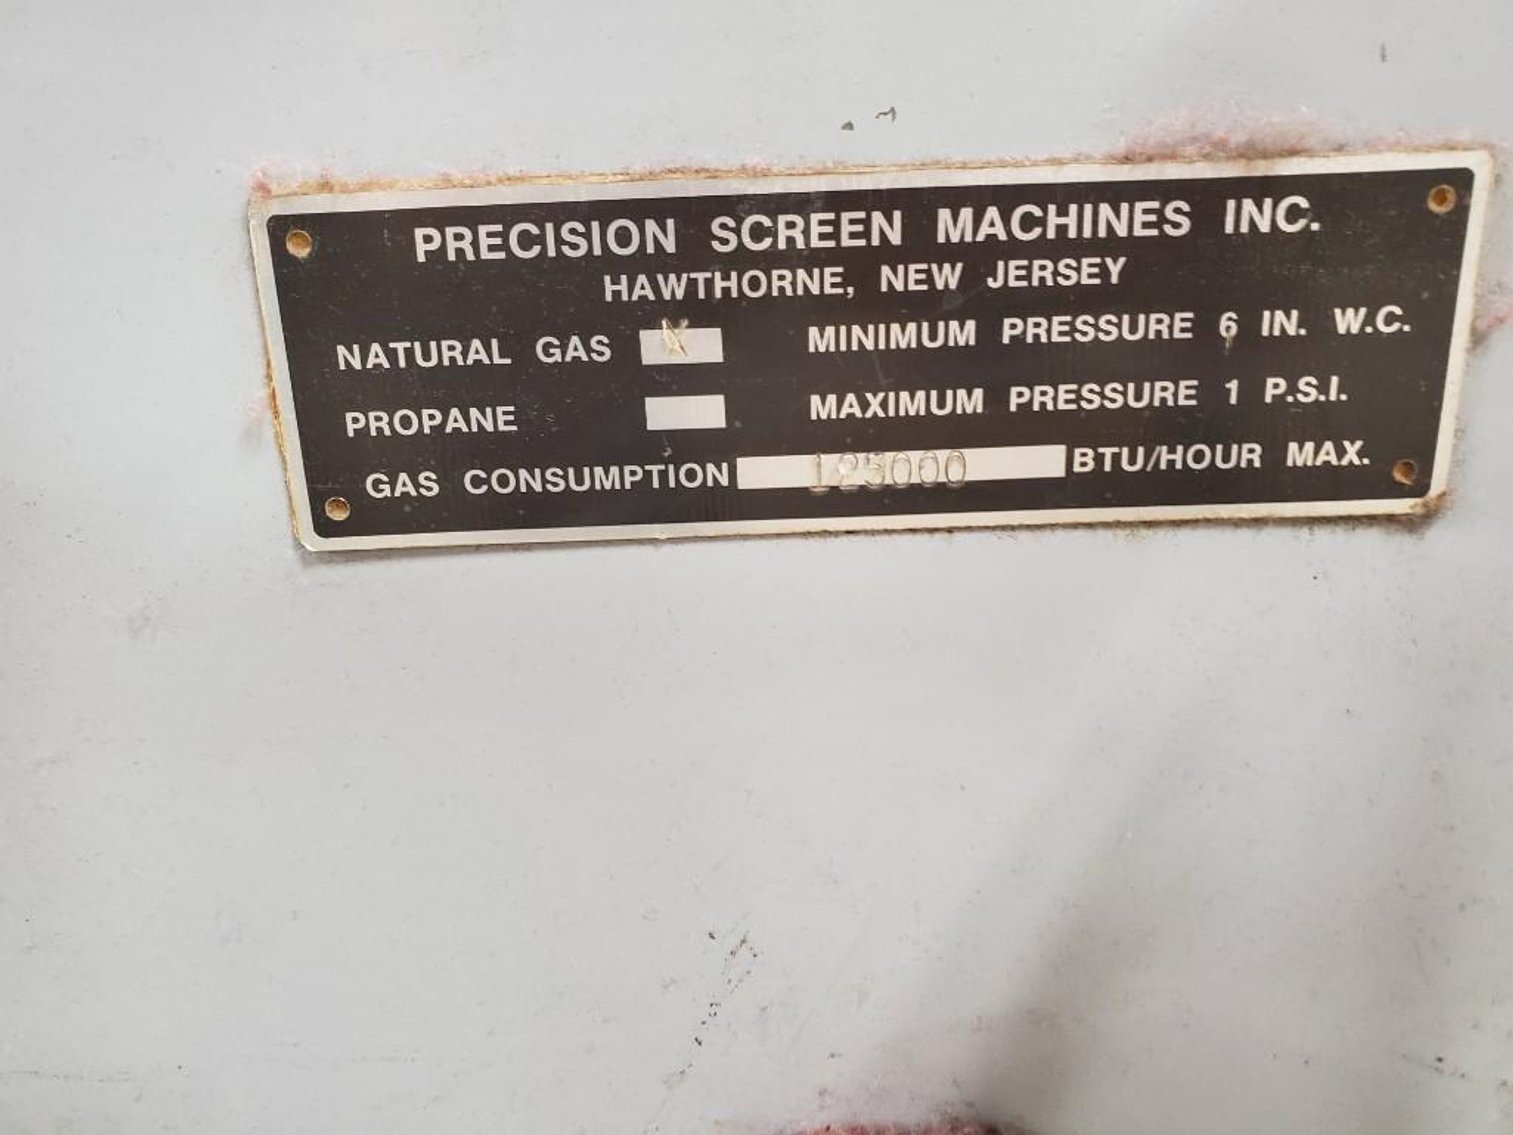 PRECISION SCREEN MACHINES INC.
HAWTHORNE, NEW JERSEY
NATURAL GAS X MINIMUM PRESSURE 6 IN. W.C.
PROPANE MAXIMUM PRESSURE 1 P.S.I.
GAS CONSUMPTION 125000 BTU/HOUR MAX.